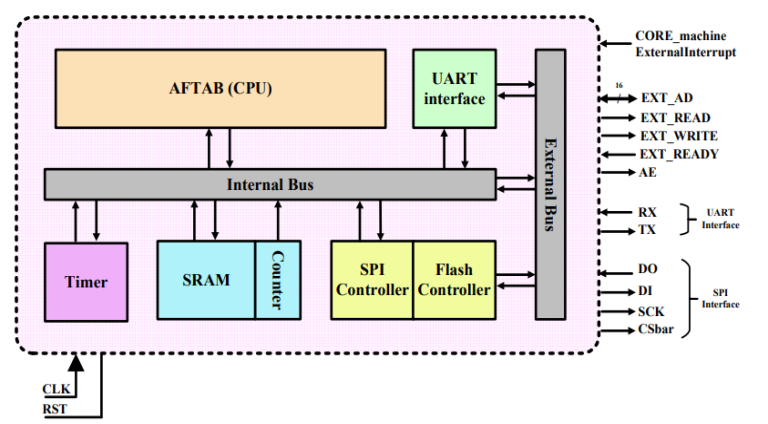 CORE_machine
ExternalInterrupt
AFTAB (CPU)
UART
interface
16
EXT_AD
EXT_READ
EXT_WRITE
EXT_READY
AE
External Bus
Internal Bus
RX
TX
UART
Interface
Timer
SRAM
Counter
SPI
Controller
Flash
Controller
DO
DI
SCK
CSbar
SPI
Interface
CLK
RST